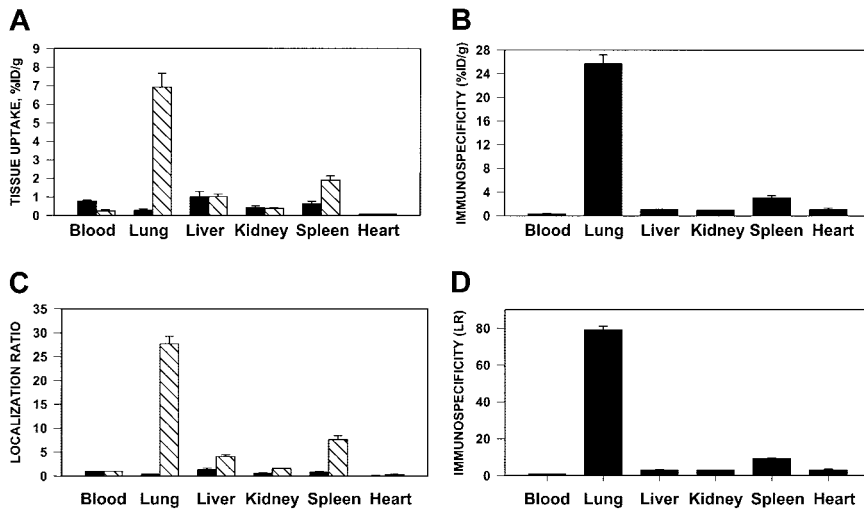 A
TISSUE UPTAKE, %ID/g
9
8
7
6
5
4
3
2
1
0
Blood Lung Liver Kidney Spleen Heart
B
IMMUNOSPECIFICITY (%ID/g)
28
24
20
16
12
8
4
0
Blood Lung Liver Kidney Spleen Heart
C
LOCALIZATION RATIO
35
30
25
20
15
10
5
0
Blood Lung Liver Kidney Spleen Heart
D
IMMUNOSPECIFICITY (LR)
80
60
40
20
0
Blood Lung Liver Kidney Spleen Heart